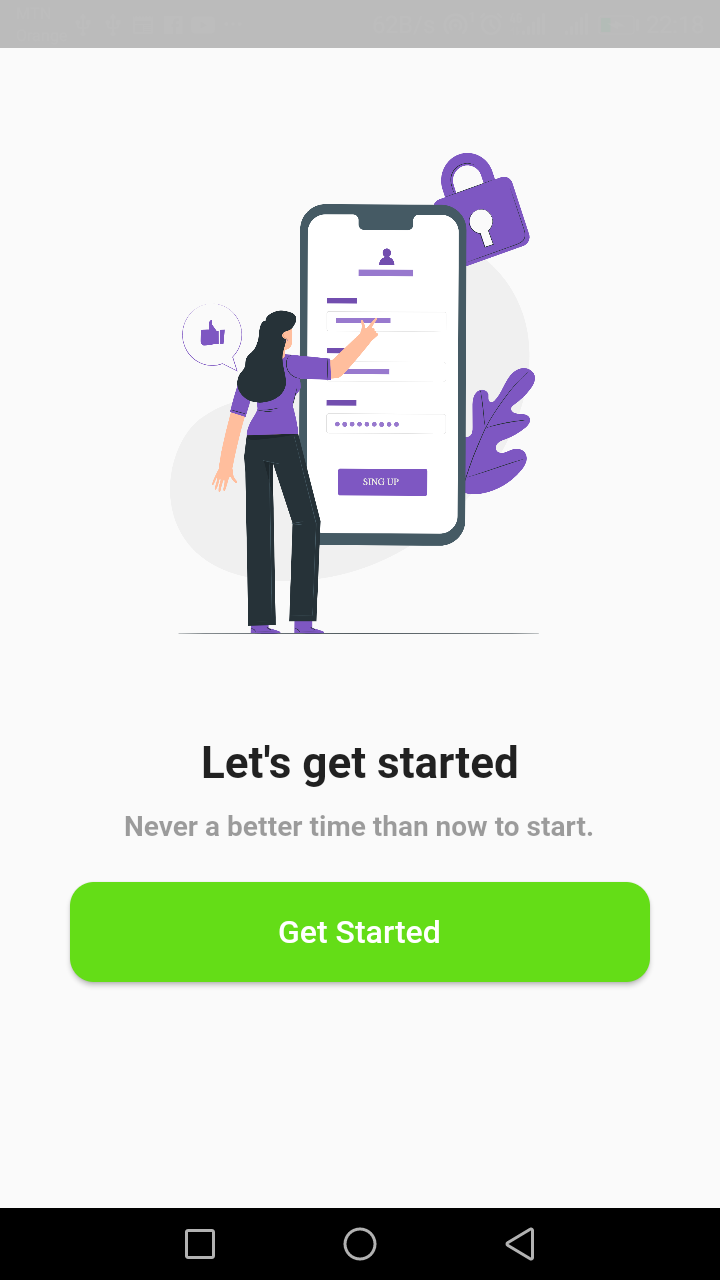 SING UP
Let's get started
Never a better time than now to start.
Get Started